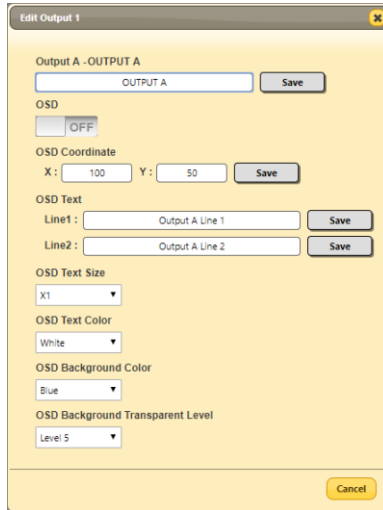 Edit Output 1
Output A -OUTPUT A
OUTPUT A Save
OSD
OFF
OSD Coordinate
X : 100 Y : 50 Save
OSD Text
Line1 : Output A Line 1 Save
Line2 : Output A Line 2 Save
OSD Text Size
X1
OSD Text Color
White
OSD Background Color
Blue
OSD Background Transparent Level
Level 5
Cancel